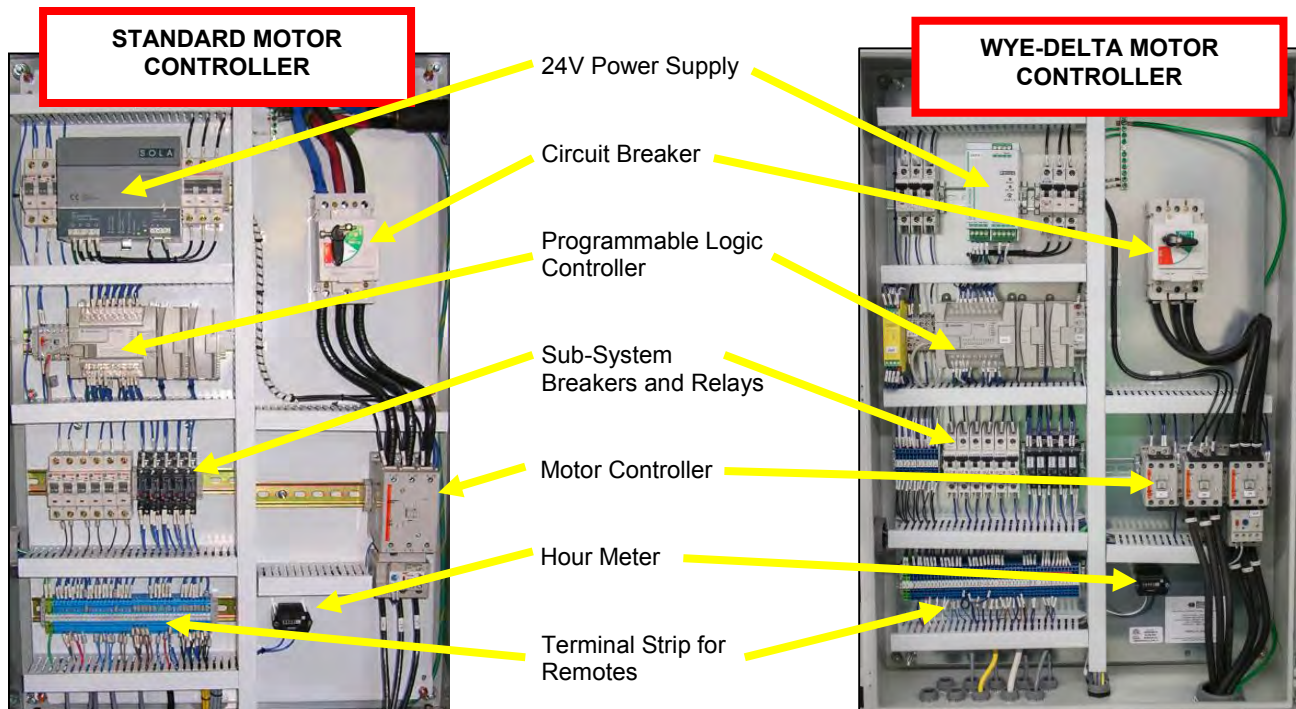 STANDARD MOTOR
CONTROLLER
WYE-DELTA MOTOR
CONTROLLER
24V Power Supply
SOLA
Circuit Breaker
Programmable Logic
Controller
Sub-System
Breakers and Relays
Motor Controller
Hour Meter
Terminal Strip for
Remotes